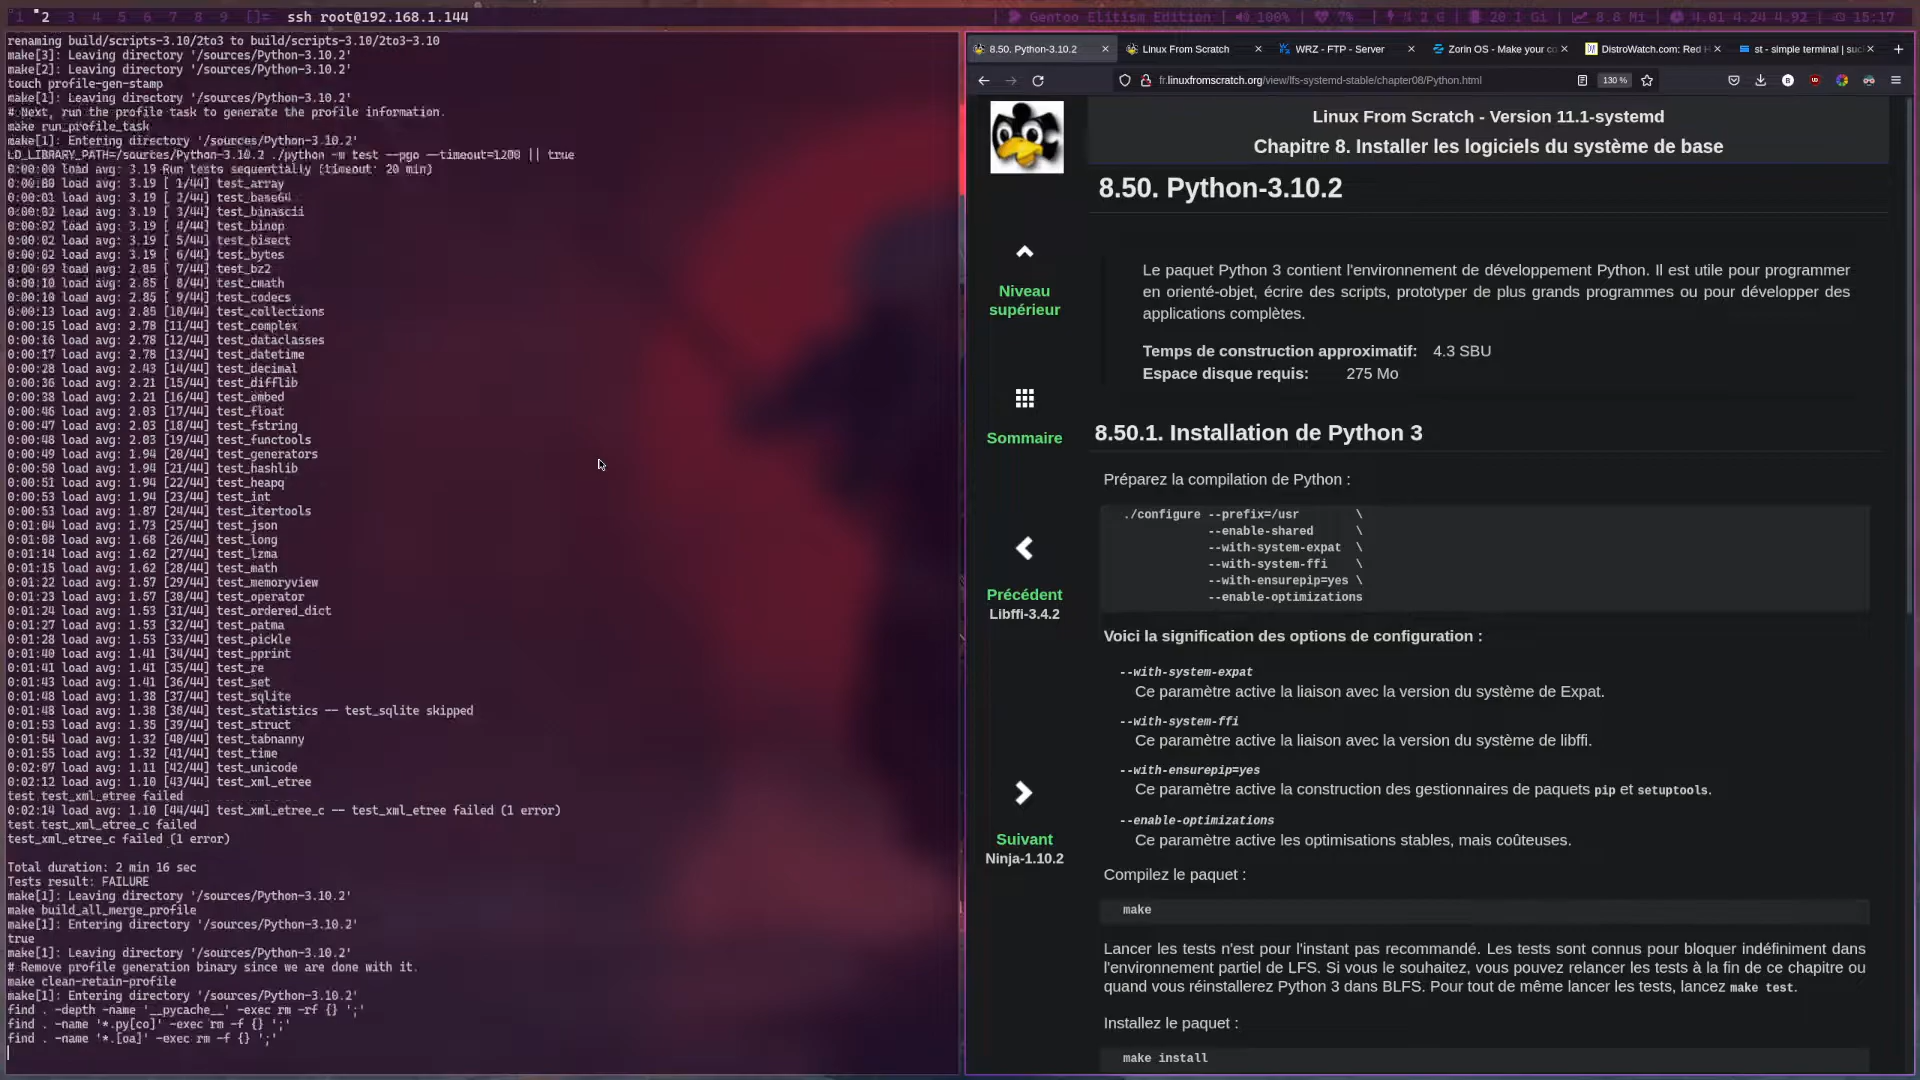 1 2 3 4 5 6 7 8 9 []= ssh root@192.168.1.144
Gentoo Elitism Edition | 100% | 7% | 2 G | 20.1 Gi | 8.8 Mi | 4.01 4.24 4.92 | 15:17
renaming build/scripts-3.10/2to3 to build/scripts-3.10/2to3-3.10
make[3]: Leaving directory '/sources/Python-3.10.2'
make[2]: Leaving directory '/sources/Python-3.10.2'
touch profile-gen-stamp
make[1]: Leaving directory '/sources/Python-3.10.2'
# Next, run the profile task to generate the profile information.
make run_profile_task
make[1]: Entering directory '/sources/Python-3.10.2'
LD_LIBRARY_PATH=/sources/Python-3.10.2 ./python -m test --pgo --timeout=1200 || true
0:00:00 load avg: 3.19 Run tests sequentially (timeout: 20 min)
0:00:00 load avg: 3.19 [ 1/44] test_array
0:00:01 load avg: 3.19 [ 2/44] test_base64
0:00:02 load avg: 3.19 [ 3/44] test_binascii
0:00:02 load avg: 3.19 [ 4/44] test_binop
0:00:02 load avg: 3.19 [ 5/44] test_bisect
0:00:02 load avg: 3.19 [ 6/44] test_bytes
0:00:09 load avg: 2.85 [ 7/44] test_bz2
0:00:10 load avg: 2.85 [ 8/44] test_cmath
0:00:10 load avg: 2.85 [ 9/44] test_codecs
0:00:13 load avg: 2.85 [10/44] test_collections
0:00:15 load avg: 2.78 [11/44] test_complex
0:00:16 load avg: 2.78 [12/44] test_dataclasses
0:00:17 load avg: 2.78 [13/44] test_datetime
0:00:28 load avg: 2.43 [14/44] test_decimal
0:00:36 load avg: 2.21 [15/44] test_difflib
0:00:38 load avg: 2.21 [16/44] test_embed
0:00:46 load avg: 2.03 [17/44] test_float
0:00:47 load avg: 2.03 [18/44] test_fstring
0:00:48 load avg: 2.03 [19/44] test_functools
0:00:49 load avg: 1.94 [20/44] test_generators
0:00:50 load avg: 1.94 [21/44] test_hashlib
0:00:51 load avg: 1.94 [22/44] test_heapq
0:00:53 load avg: 1.94 [23/44] test_int
0:00:53 load avg: 1.87 [24/44] test_itertools
0:01:04 load avg: 1.73 [25/44] test_json
0:01:08 load avg: 1.68 [26/44] test_long
0:01:14 load avg: 1.62 [27/44] test_lzma
0:01:15 load avg: 1.62 [28/44] test_math
0:01:22 load avg: 1.57 [29/44] test_memoryview
0:01:23 load avg: 1.57 [30/44] test_operator
0:01:24 load avg: 1.53 [31/44] test_ordered_dict
0:01:27 load avg: 1.53 [32/44] test_patma
0:01:28 load avg: 1.53 [33/44] test_pickle
0:01:40 load avg: 1.41 [34/44] test_pprint
0:01:41 load avg: 1.41 [35/44] test_re
0:01:43 load avg: 1.41 [36/44] test_set
0:01:48 load avg: 1.38 [37/44] test_sqlite
0:01:48 load avg: 1.38 [38/44] test_statistics -- test_sqlite skipped
0:01:53 load avg: 1.35 [39/44] test_struct
0:01:54 load avg: 1.32 [40/44] test_tabnanny
0:01:55 load avg: 1.32 [41/44] test_time
0:02:07 load avg: 1.11 [42/44] test_unicode
0:02:12 load avg: 1.10 [43/44] test_xml_etree
test test_xml_etree failed
0:02:14 load avg: 1.10 [44/44] test_xml_etree_c -- test_xml_etree failed (1 error)
test test_xml_etree_c failed
test_xml_etree_c failed (1 error)
Total duration: 2 min 16 sec
Tests result: FAILURE
make[1]: Leaving directory '/sources/Python-3.10.2'
make build_all_merge_profile
make[1]: Entering directory '/sources/Python-3.10.2'
true
make[1]: Leaving directory '/sources/Python-3.10.2'
# Remove profile generation binary since we are done with it.
make clean-retain-profile
make[1]: Entering directory '/sources/Python-3.10.2'
find . -depth -name '__pycache__' -exec rm -rf {} ';'
find . -name '*.py[co]' -exec rm -f {} ';'
find . -name '*.[oa]' -exec rm -f {} ';'
8.50. Python-3.10.2
Linux From Scratch
WRZ - FTP - Server
Zorin OS - Make your co
DistroWatch.com: Red H
st - simple terminal | suc
fr.linuxfromscratch.org/view/lfs-systemd-stable/chapter08/Python.html
130 %
Linux From Scratch - Version 11.1-systemd
Chapitre 8. Installer les logiciels du système de base
8.50. Python-3.10.2
Niveau
supérieur
Sommaire
Précédent
Libffi-3.4.2
Suivant
Ninja-1.10.2
Le paquet Python 3 contient l'environnement de développement Python. Il est utile pour programmer
en orienté-objet, écrire des scripts, prototyper de plus grands programmes ou pour développer des
applications complètes.
Temps de construction approximatif: 4.3 SBU
Espace disque requis: 275 Mo
8.50.1. Installation de Python 3
Préparez la compilation de Python :
./configure --prefix=/usr \
--enable-shared \
--with-system-expat \
--with-system-ffi \
--with-ensurepip=yes \
--enable-optimizations
Voici la signification des options de configuration :
--with-system-expat
Ce paramètre active la liaison avec la version du système de Expat.
--with-system-ffi
Ce paramètre active la liaison avec la version du système de libffi.
--with-ensurepip=yes
Ce paramètre active la construction des gestionnaires de paquets pip et setuptools.
--enable-optimizations
Ce paramètre active les optimisations stables, mais coûteuses.
Compilez le paquet :
make
Lancer les tests n'est pour l'instant pas recommandé. Les tests sont connus pour bloquer indéfiniment dans
l'environnement partiel de LFS. Si vous le souhaitez, vous pouvez relancer les tests à la fin de ce chapitre ou
quand vous réinstallerez Python 3 dans BLFS. Pour tout de même lancer les tests, lancez make test.
Installez le paquet :
make install